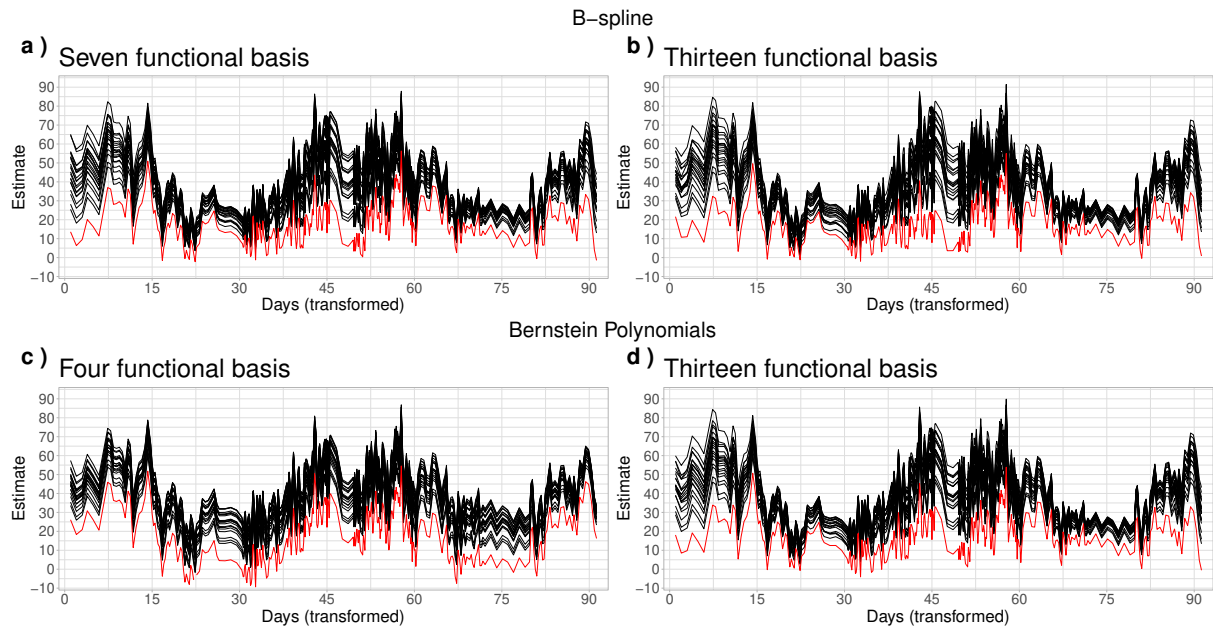 B−spline
a ) Seven functional basis
90
80
70
60
50
40
30
20
10
0
−10
Estimate
0 15 30 45 60 75 90
Days (transformed)
b ) Thirteen functional basis
90
80
70
60
50
40
30
20
10
0
−10
Estimate
0 15 30 45 60 75 90
Days (transformed)
Bernstein Polynomials
c ) Four functional basis
90
80
70
60
50
40
30
20
10
0
−10
Estimate
0 15 30 45 60 75 90
Days (transformed)
d ) Thirteen functional basis
90
80
70
60
50
40
30
20
10
0
−10
Estimate
0 15 30 45 60 75 90
Days (transformed)